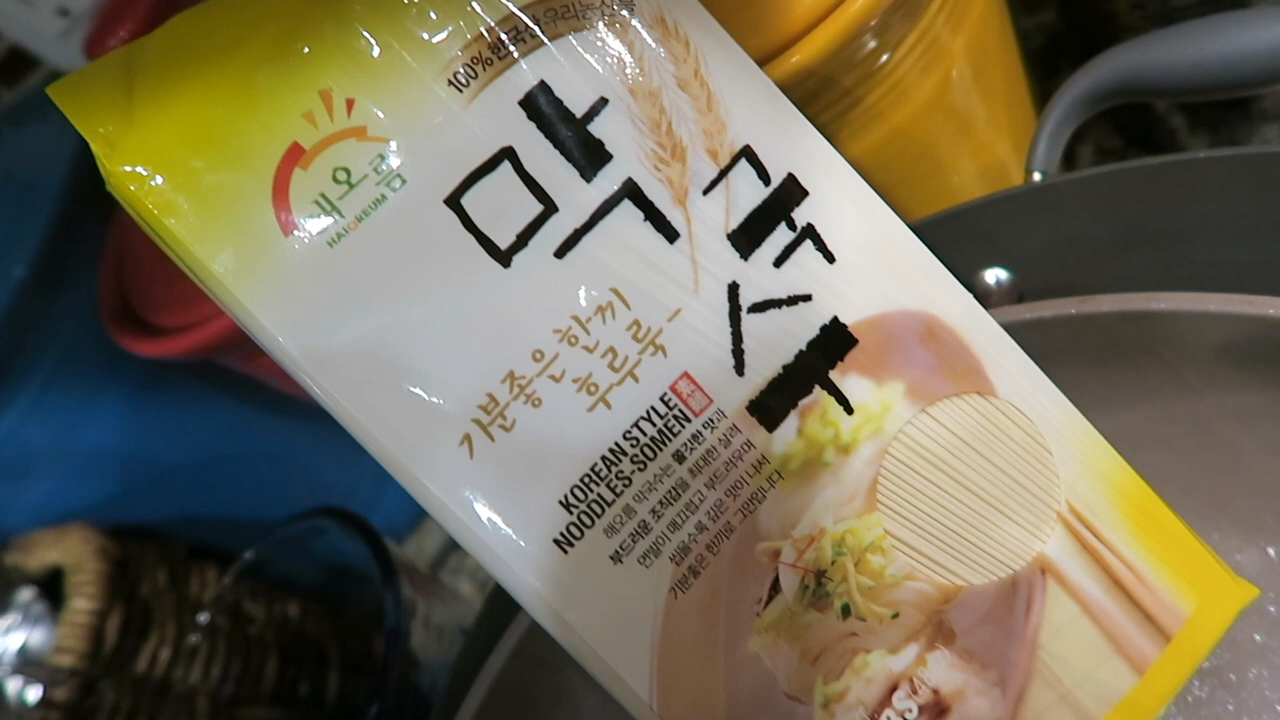 100% 한국산 우리농산물
해오름
HAIOREUM
막국수
기분좋은 한끼
후루룩-
KOREAN STYLE
NOODLES-SOMEN
해오름 막국수는 쫄깃한 맛과
부드러운 조직감을 최대한 살려
면발이 매끄럽고 부드러우며
씹을수록 깊은 맛이 나서
기분좋은 한끼로 그만입니다